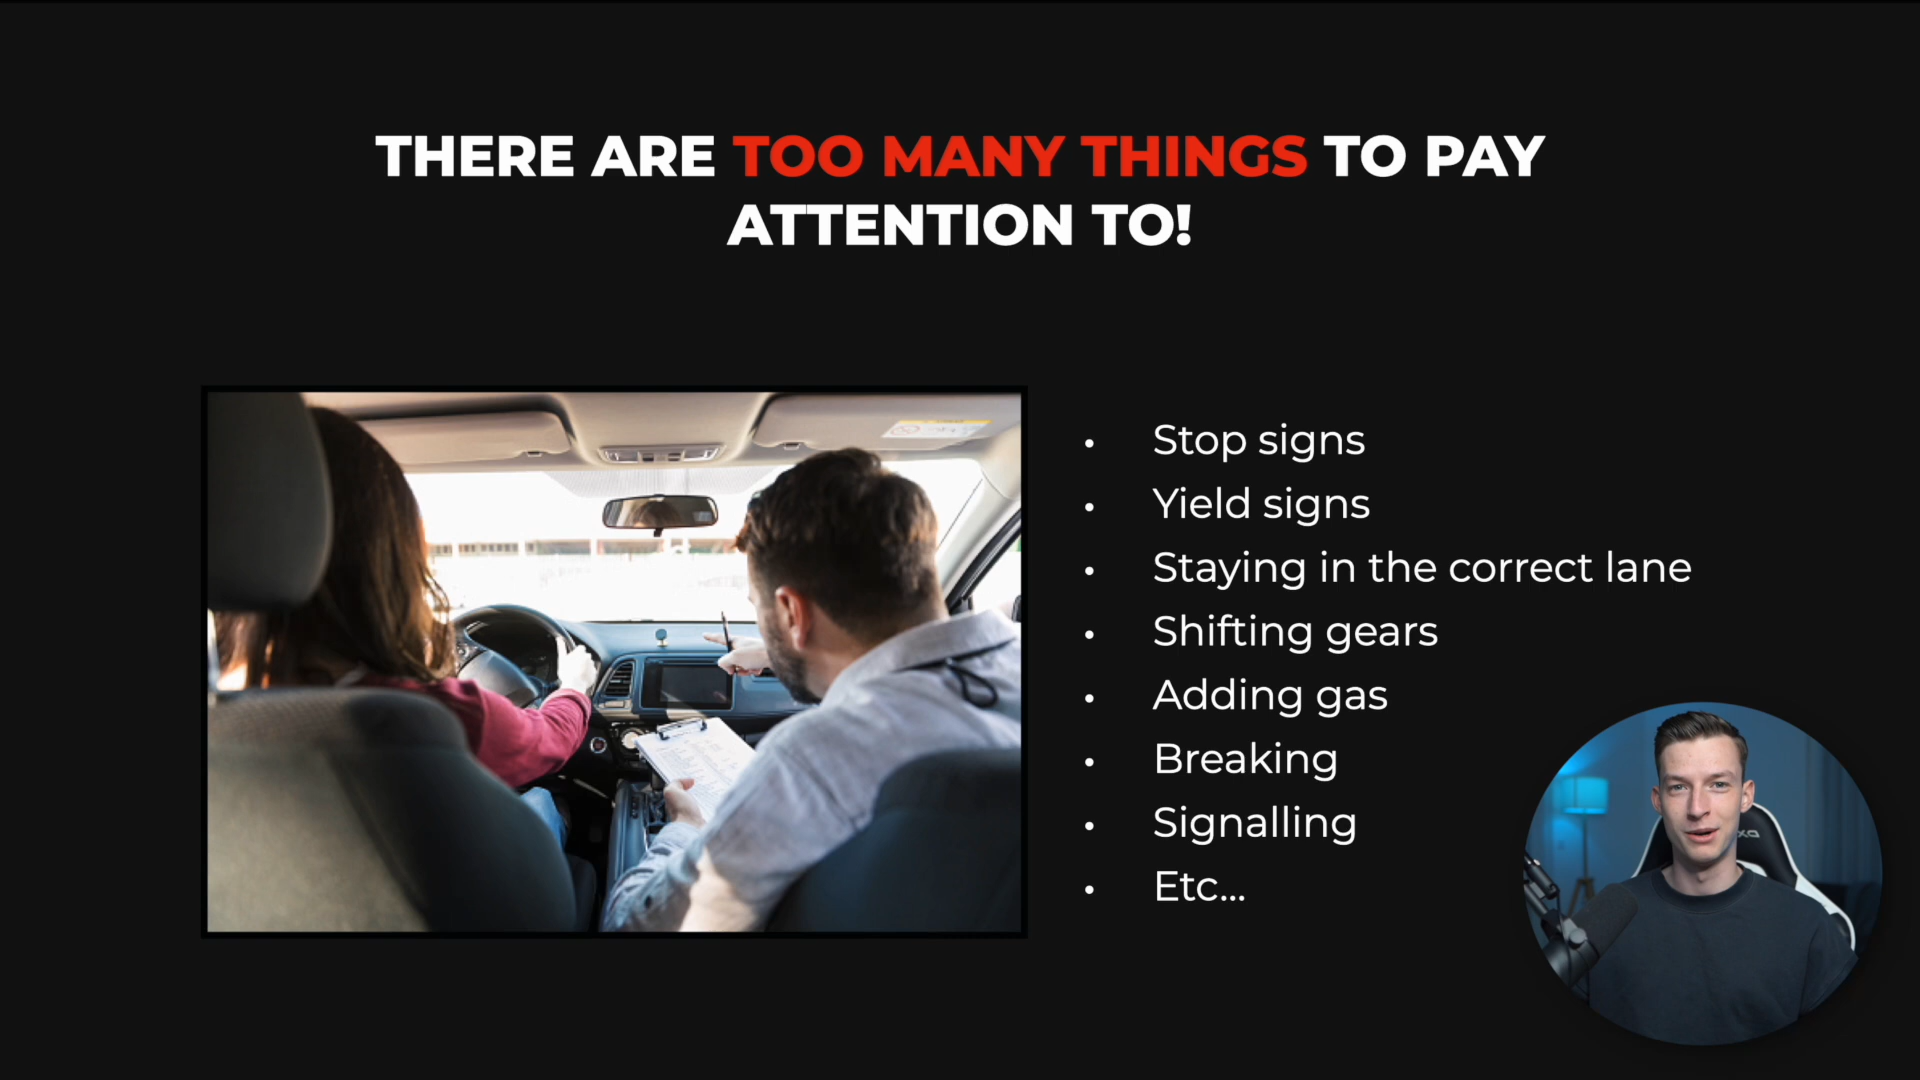 THERE ARE TOO MANY THINGS TO PAY
ATTENTION TO!
• Stop signs
• Yield signs
• Staying in the correct lane
• Shifting gears
• Adding gas
• Breaking
• Signalling
• Etc...